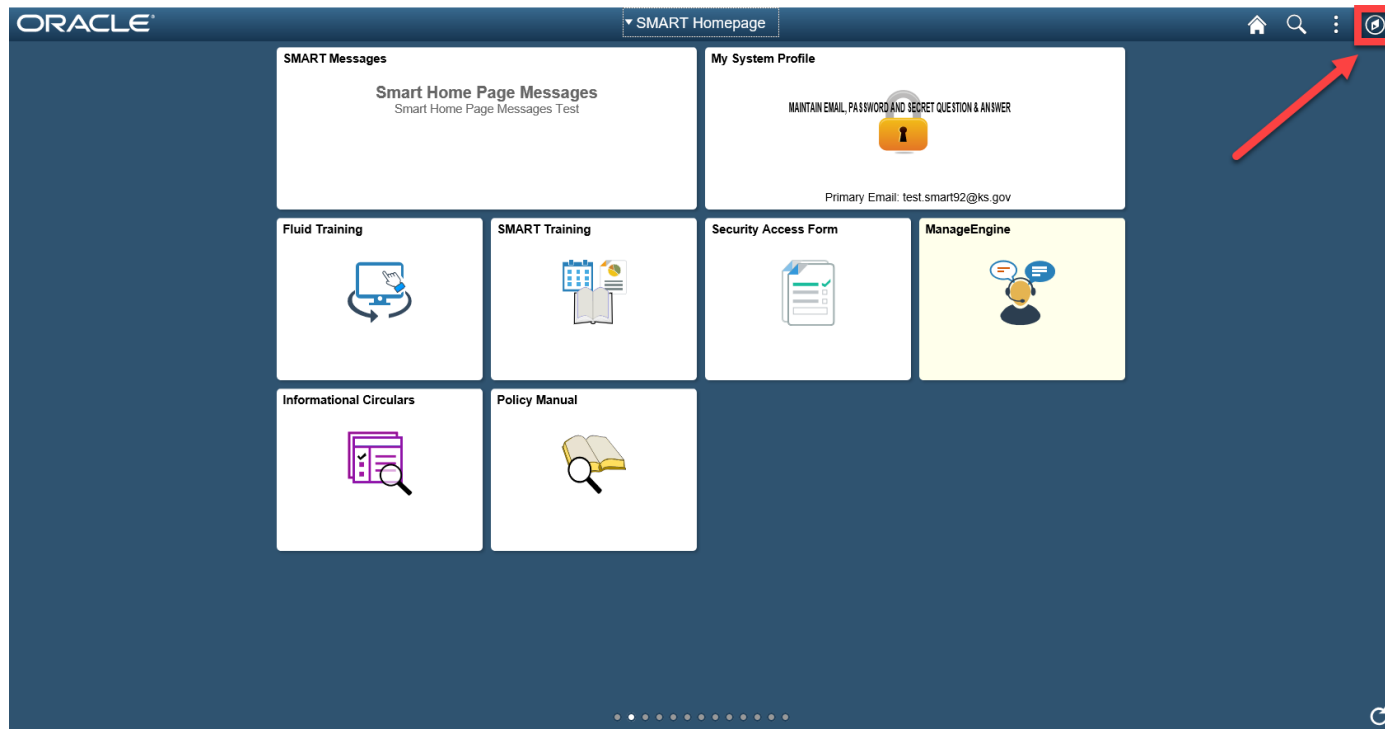 ORACLE
SMART Homepage
SMART Messages
Smart Home Page Messages
Smart Home Page Messages Test
My System Profile
MAINTAIN EMAIL, PASSWORD AND SECRET QUESTION & ANSWER
Primary Email: test.smart92@ks.gov
Fluid Training
SMART Training
Security Access Form
ManageEngine
Informational Circulars
Policy Manual